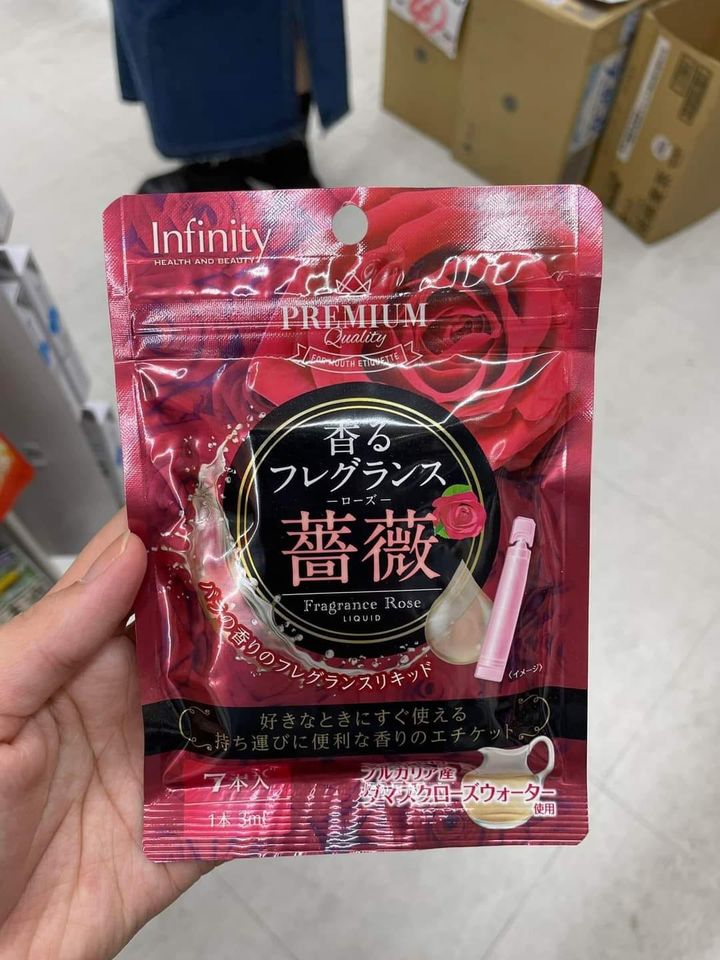 Infinity
HEALTH AND BEAUTY
PREMIUM
Quality
FOR MOUTH ETIQUETTE
香る
フレグランス
ーローズー
薔薇
Fragrance Rose
LIQUID
バラの香りのフレグランスリキッド
〈イメージ〉
好きなときにすぐ使える
持ち運びに便利な香りのエチケット
7本入
1本 3mL
ブルガリア産
ダマスクローズウォーター
使用